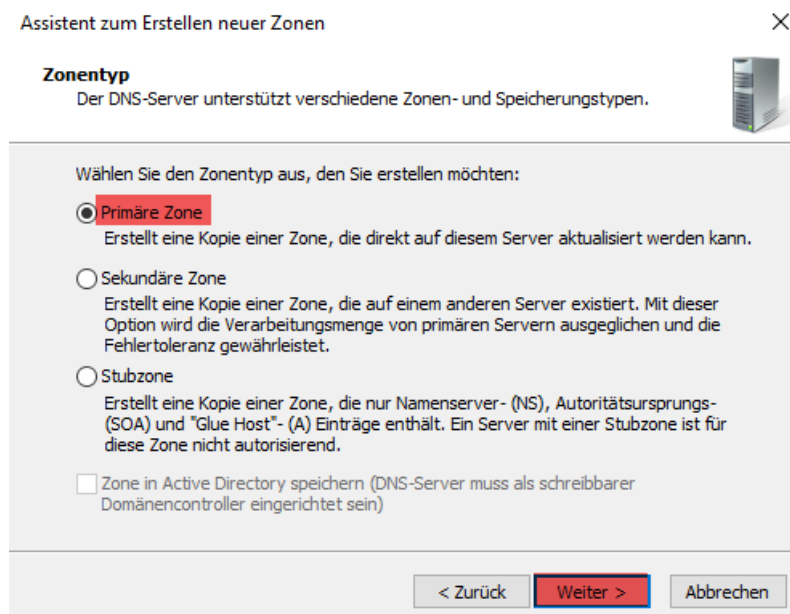 Assistent zum Erstellen neuer Zonen
Zonentyp
Der DNS-Server unterstützt verschiedene Zonen- und Speicherungstypen.
Wählen Sie den Zonentyp aus, den Sie erstellen möchten:
Primäre Zone
Erstellt eine Kopie einer Zone, die direkt auf diesem Server aktualisiert werden kann.
Sekundäre Zone
Erstellt eine Kopie einer Zone, die auf einem anderen Server existiert. Mit dieser
Option wird die Verarbeitungsmenge von primären Servern ausgeglichen und die
Fehlertoleranz gewährleistet.
Stubzone
Erstellt eine Kopie einer Zone, die nur Namenserver- (NS), Autoritätsursprungs-
(SOA) und "Glue Host"- (A) Einträge enthält. Ein Server mit einer Stubzone ist für
diese Zone nicht autorisierend.
Zone in Active Directory speichern (DNS-Server muss als schreibbarer
Domänencontroller eingerichtet sein)
< Zurück Weiter > Abbrechen